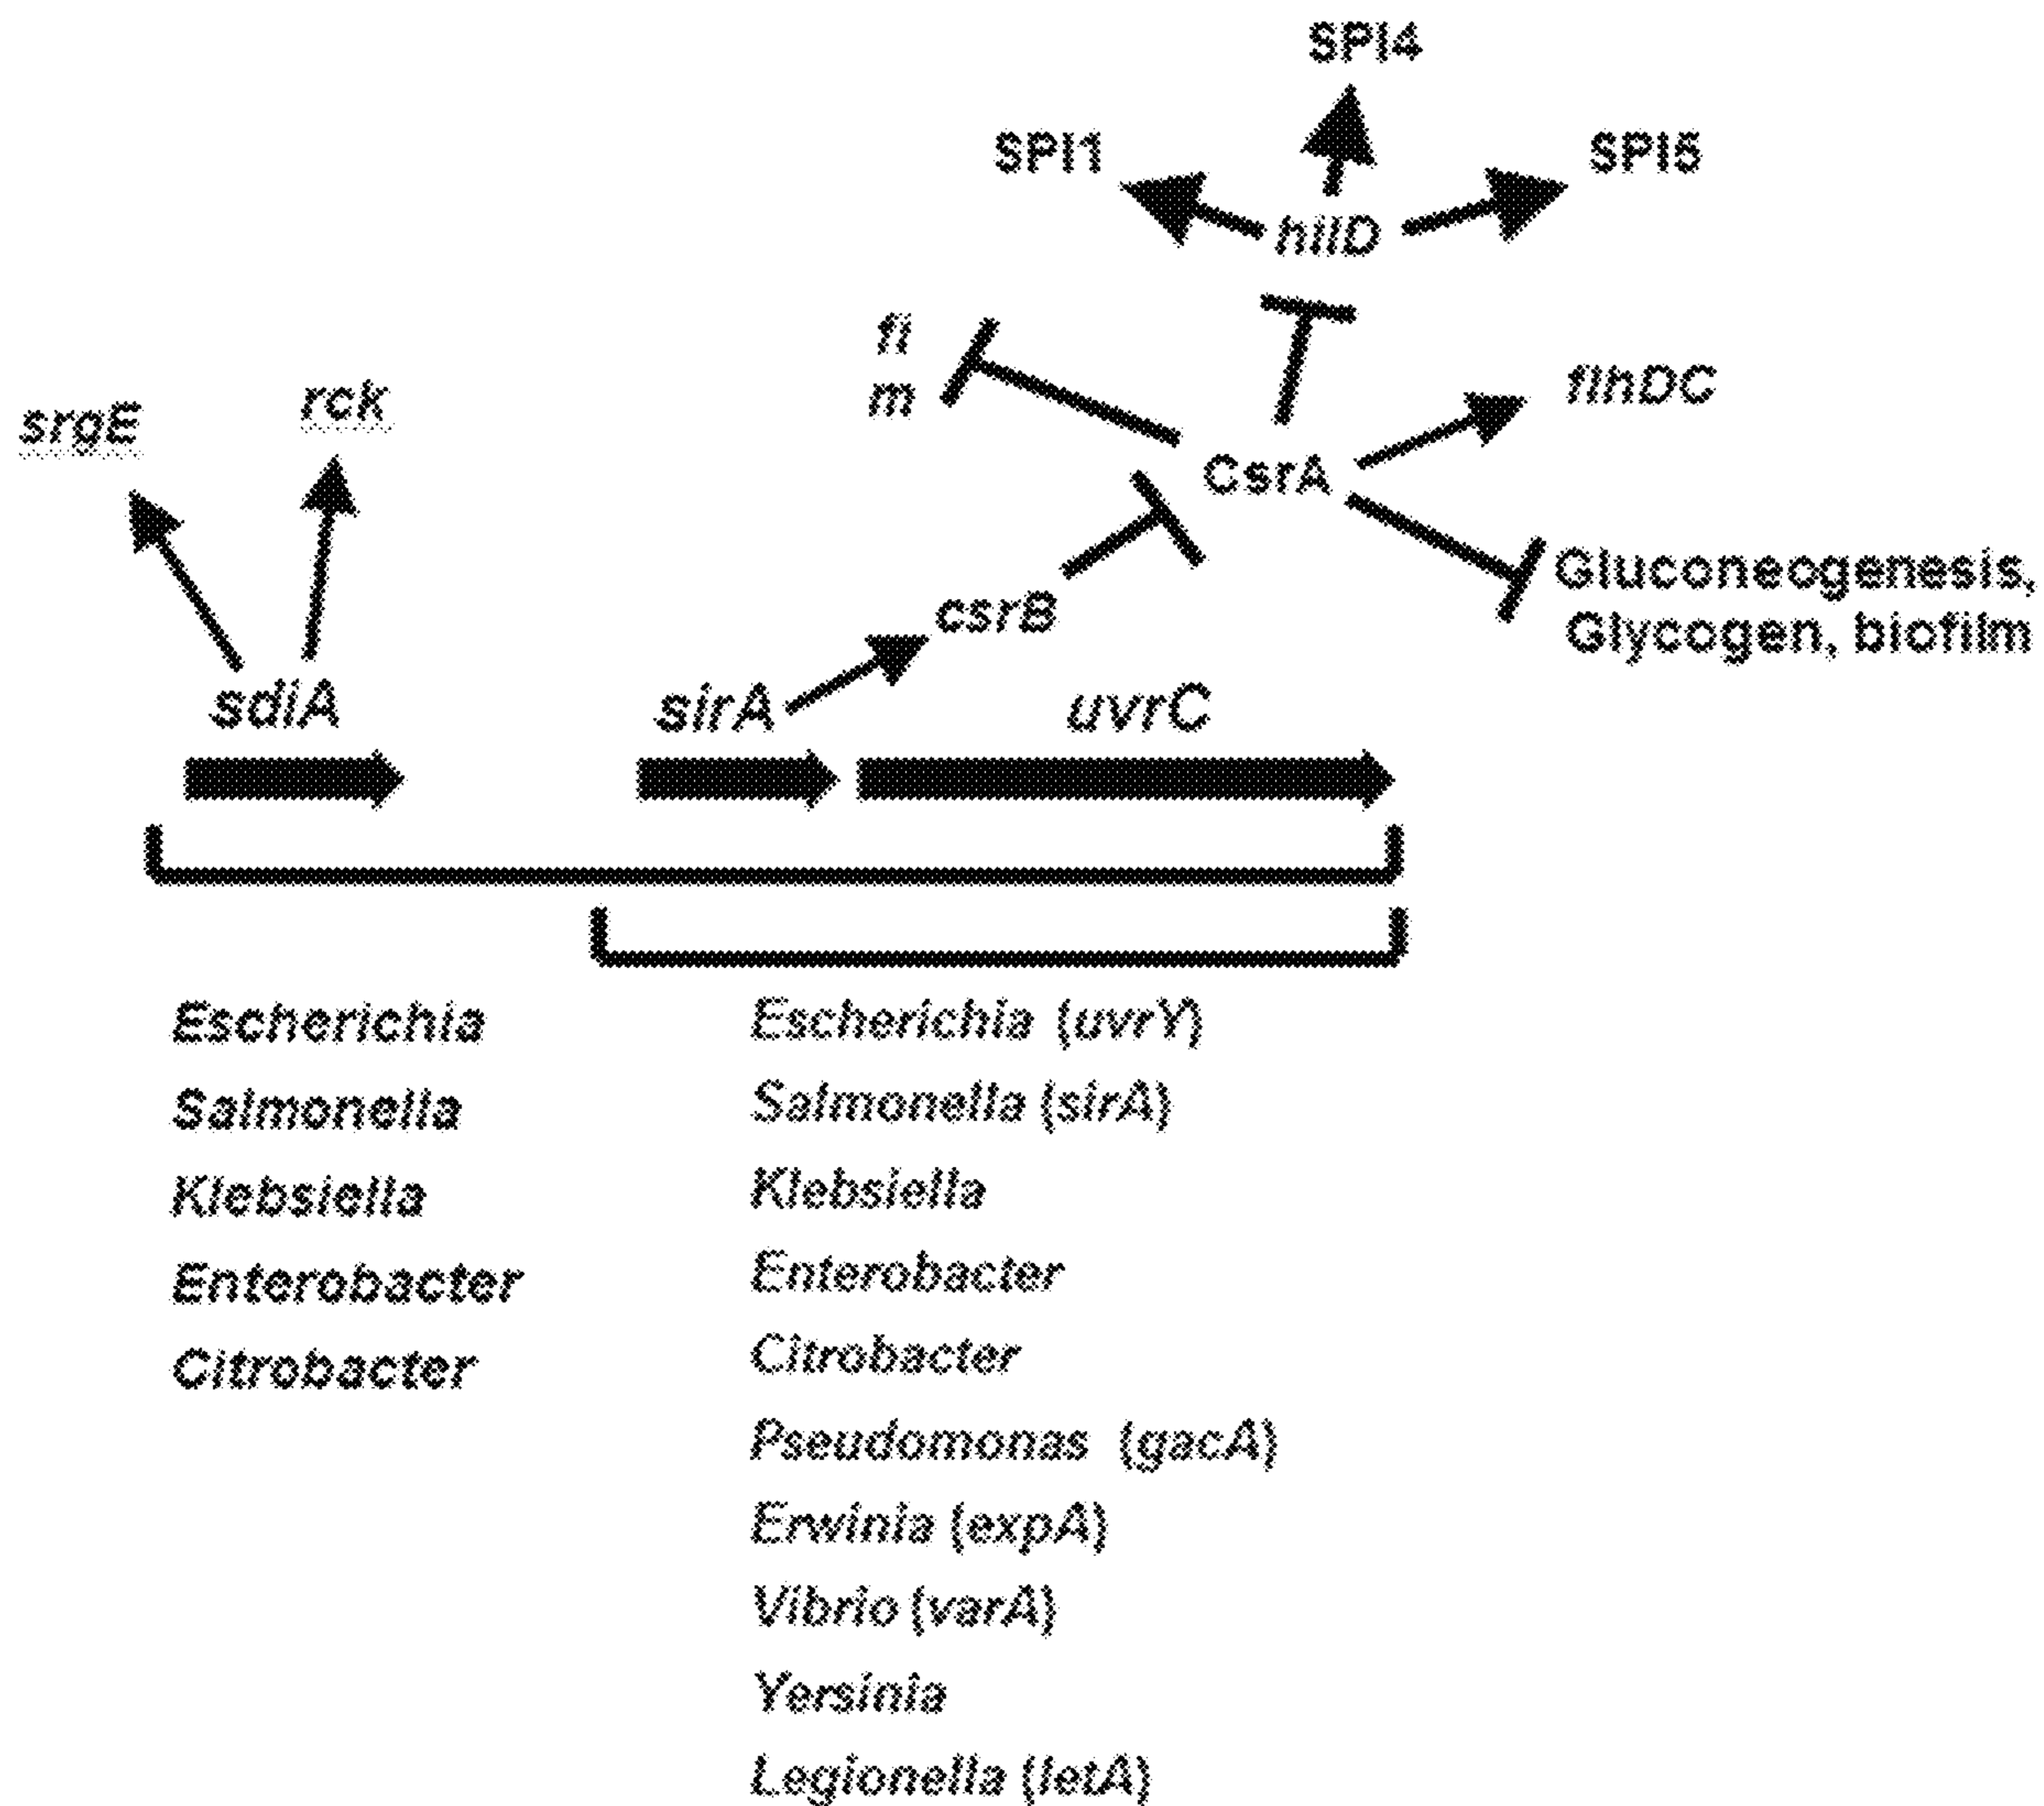 SPI4
SPI1
SPI5
hilD
fi
m
flhDC
srgE
rck
CsrA
Gluconeogenesis,
Glycogen, biofilm
csrB
sdiA
sirA
uvrC
Escherichia
Salmonella
Klebsiella
Enterobacter
Citrobacter
Escherichia (uvrY)
Salmonella (sirA)
Klebsiella
Enterobacter
Citrobacter
Pseudomonas (gacA)
Erwinia (expA)
Vibrio (varA)
Yersinia
Legionella (letA)